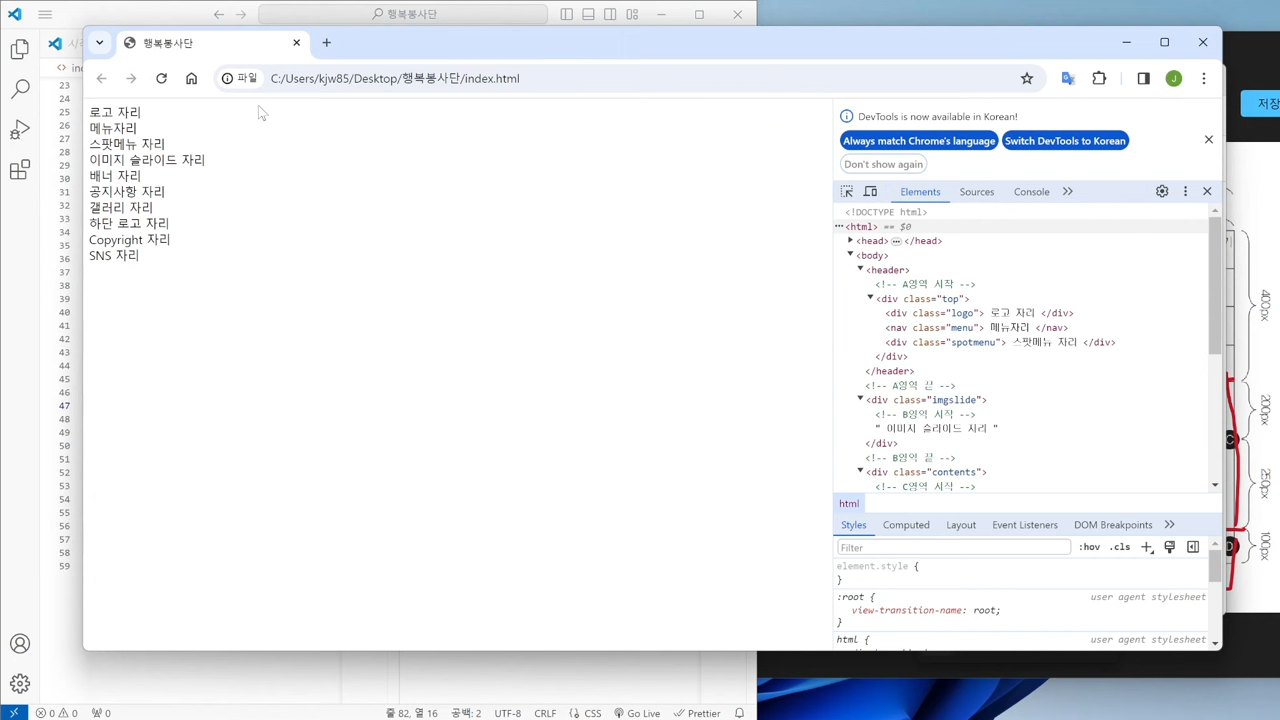 행복봉사단
행복봉사단
파일
C:/Users/kjw85/Desktop/행복봉사단/index.html
J
저장
23
24
25
26
27
28
29
30
31
32
33
34
35
36
37
38
39
40
41
42
43
44
45
46
47
48
49
50
51
52
53
54
55
56
57
58
59
로고 자리
메뉴자리
스팟메뉴 자리
이미지 슬라이드 자리
배너 자리
공지사항 자리
갤러리 자리
하단 로고 자리
Copyright 자리
SNS 자리
DevTools is now available in Korean!
Always match Chrome's language
Switch DevTools to Korean
Don't show again
Elements Sources Console
<!DOCTYPE html>
<html> == $0
<head> </head>
<body>
<header>
<!-- A영역 시작 -->
<div class="top">
<div class="logo"> 로고 자리 </div>
<nav class="menu"> 메뉴자리 </nav>
<div class="spotmenu"> 스팟메뉴 자리 </div>
</div>
</header>
<!-- A영역 끝 -->
<div class="imgslide">
<!-- B영역 시작 -->
" 이미지 슬라이드 자리 "
</div>
<!-- B영역 끝 -->
<div class="contents">
<!-- C영역 시작 -->
html
Styles Computed Layout Event Listeners DOM Breakpoints
Filter :hov .cls
element.style {
}
:root { user agent stylesheet
view-transition-name: root;
}
html { user agent stylesheet
400px
200px
C
250px
D
100px
0 0 0 줄 82, 열 16 공백: 2 UTF-8 CRLF CSS Go Live Prettier